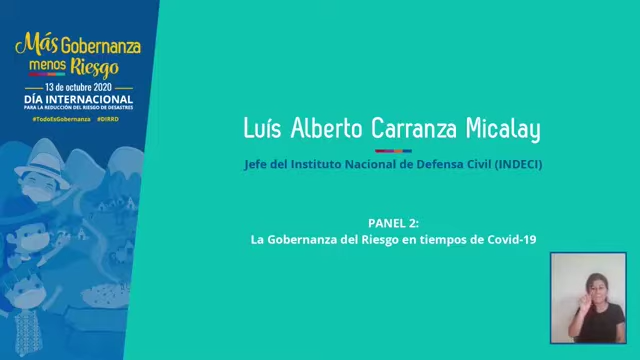 Más Gobernanza
menos Riesgo
13 de octubre 2020
DÍA INTERNACIONAL
PARA LA REDUCCIÓN DEL RIESGO DE DESASTRES
#TodoEsGobernanza #DIRRD
Luís Alberto Carranza Micalay
Jefe del Instituto Nacional de Defensa Civil (INDECI)
PANEL 2:
La Gobernanza del Riesgo en tiempos de Covid-19